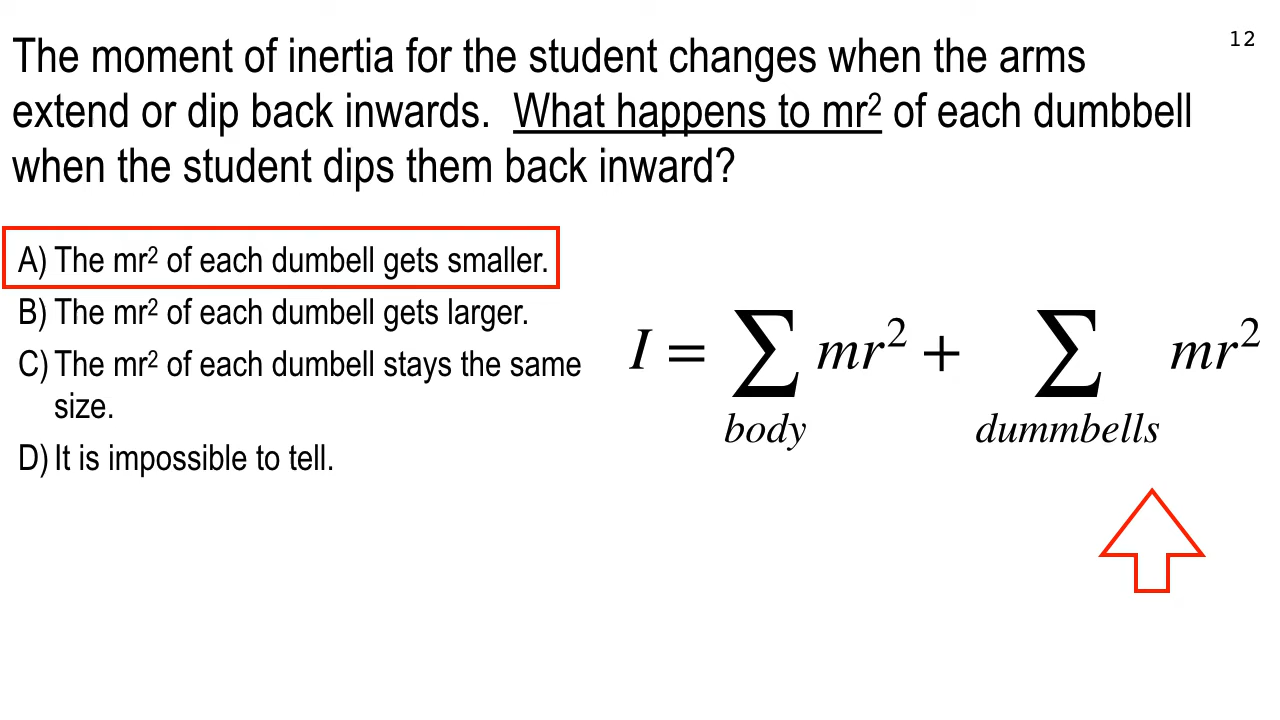 12
The moment of inertia for the student changes when the arms
extend or dip back inwards. What happens to mr² of each dumbbell
when the student dips them back inward?
A) The mr² of each dumbell gets smaller.
B) The mr² of each dumbell gets larger.
C) The mr² of each dumbell stays the same
size.
D) It is impossible to tell.
I = ∑ mr² + ∑ mr²
body dummbells